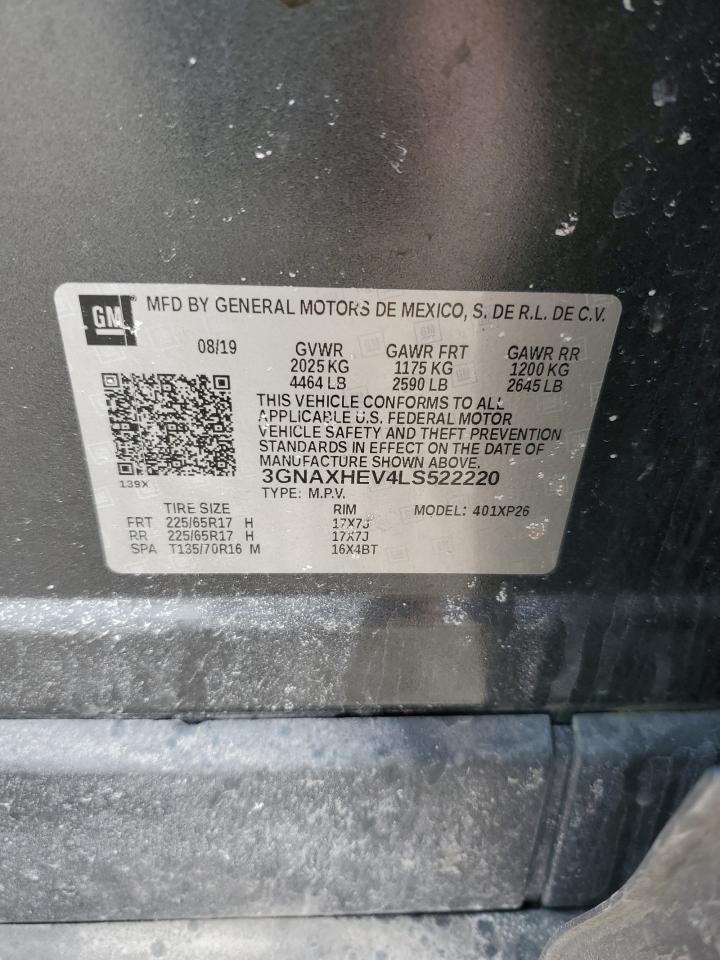 GM MFD BY GENERAL MOTORS DE MEXICO, S. DE R.L. DE C.V.
08/19 GVWR GAWR FRT GAWR RR
2025 KG 1175 KG 1200 KG
4464 LB 2590 LB 2645 LB
THIS VEHICLE CONFORMS TO ALL
APPLICABLE U.S. FEDERAL MOTOR
VEHICLE SAFETY AND THEFT PREVENTION
STANDARDS IN EFFECT ON THE DATE OF
MANUFACTURE SHOWN ABOVE.
139X 3GNAXHEV4LS522220
TYPE: M.P.V.
TIRE SIZE RIM MODEL: 401XP26
FRT 225/65R17 H 17X7J
RR 225/65R17 H 17X7J
SPA T135/70R16 M 16X4BT